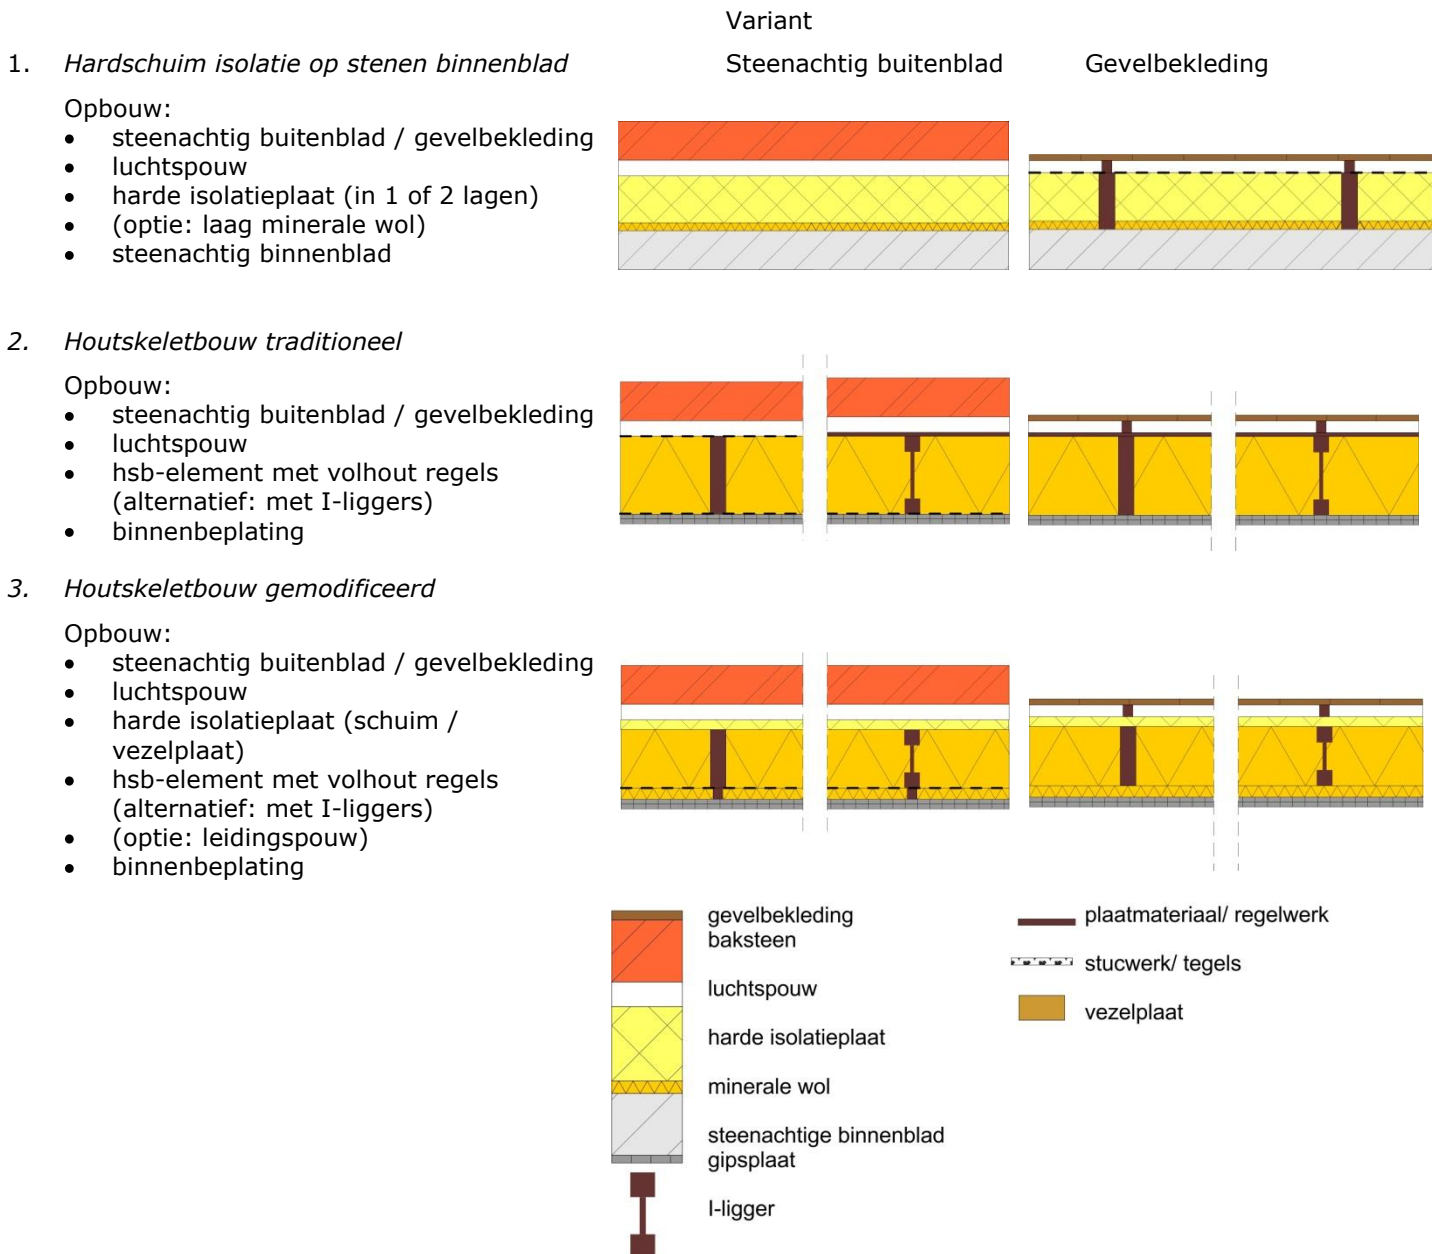 Variant
1. Hardschuim isolatie op stenen binnenblad Steenachtig buitenblad Gevelbekleding
Opbouw:
• steenachtig buitenblad / gevelbekleding
• luchtspouw
• harde isolatieplaat (in 1 of 2 lagen)
• (optie: laag minerale wol)
• steenachtig binnenblad
2. Houtskeletbouw traditioneel
Opbouw:
• steenachtig buitenblad / gevelbekleding
• luchtspouw
• hsb-element met volhout regels
(alternatief: met I-liggers)
• binnenbeplating
3. Houtskeletbouw gemodificeerd
Opbouw:
• steenachtig buitenblad / gevelbekleding
• luchtspouw
• harde isolatieplaat (schuim /
vezelplaat)
• hsb-element met volhout regels
(alternatief: met I-liggers)
• (optie: leidingspouw)
• binnenbeplating
gevelbekleding
baksteen
luchtspouw
harde isolatieplaat
minerale wol
steenachtige binnenblad
gipsplaat
I-ligger
plaatmateriaal/ regelwerk
stucwerk/ tegels
vezelplaat